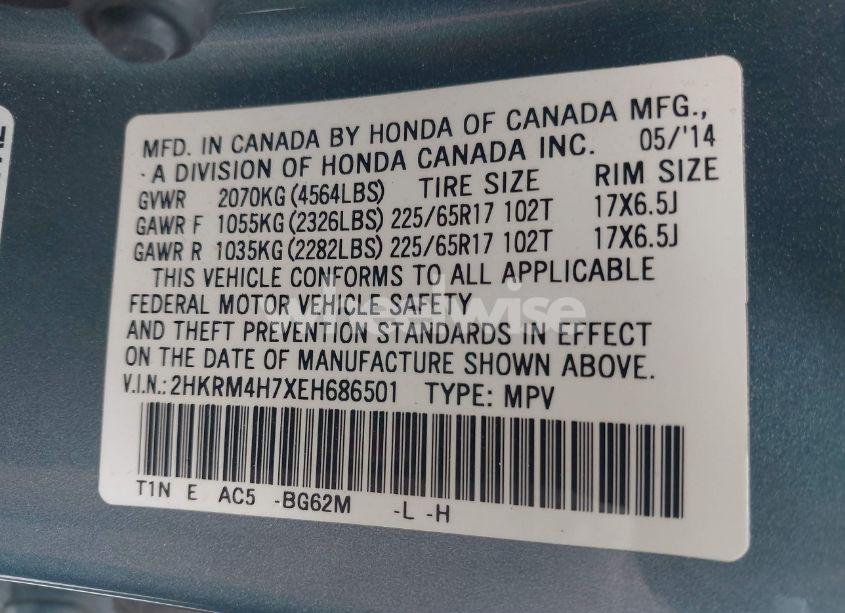 MFD. IN CANADA BY HONDA OF CANADA MFG.,
A DIVISION OF HONDA CANADA INC. 05/'14
GVWR 2070KG (4564LBS) TIRE SIZE RIM SIZE
GAWR F 1055KG (2326LBS) 225/65R17 102T 17X6.5J
GAWR R 1035KG (2282LBS) 225/65R17 102T 17X6.5J
THIS VEHICLE CONFORMS TO ALL APPLICABLE
FEDERAL MOTOR VEHICLE SAFETY
AND THEFT PREVENTION STANDARDS IN EFFECT
ON THE DATE OF MANUFACTURE SHOWN ABOVE.
V.I.N.: 2HKRM4H7XEH686501 TYPE: MPV
T1N E AC5 -BG62M -L -H
wheelwise